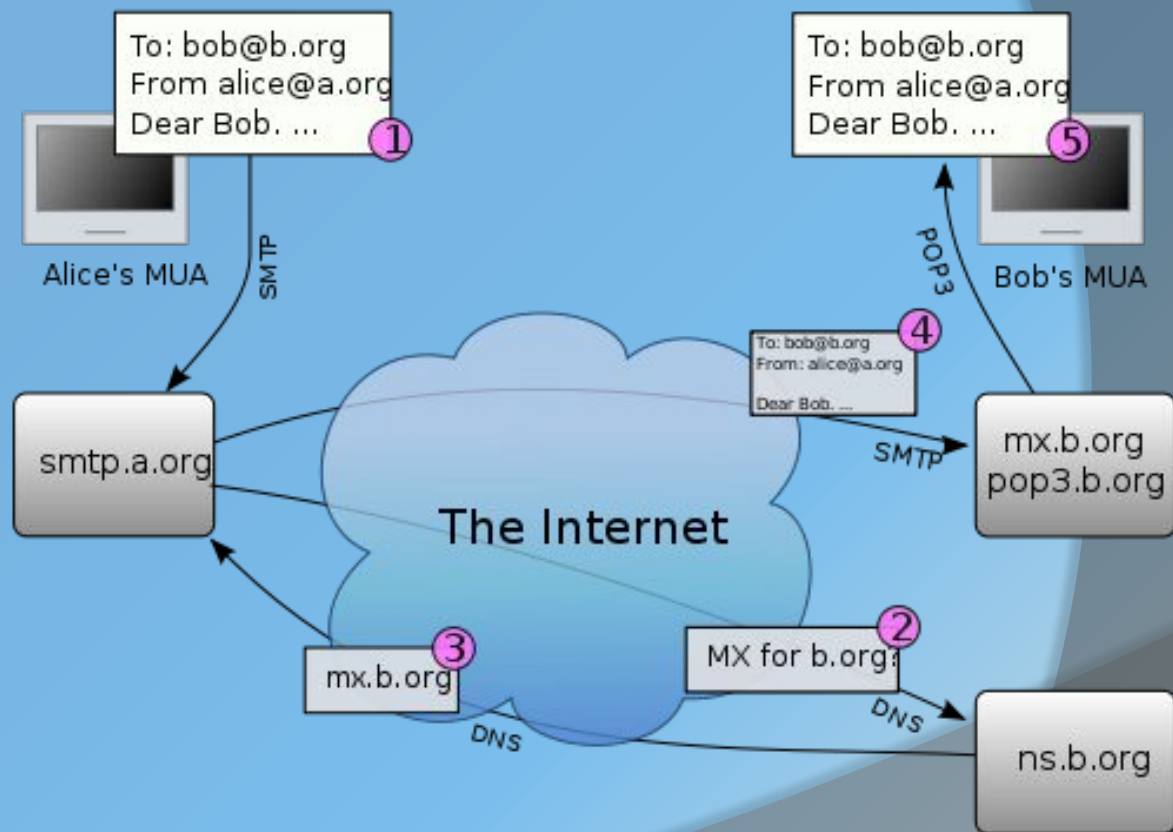 To: bob@b.org
From alice@a.org
Dear Bob. ...
1
Alice's MUA
SMTP
To: bob@b.org
From alice@a.org
Dear Bob. ...
5
Bob's MUA
POP3
4
To: bob@b.org
From: alice@a.org
Dear Bob. ...
SMTP
smtp.a.org
mx.b.org
pop3.b.org
The Internet
3
mx.b.org
DNS
2
MX for b.org?
DNS
ns.b.org